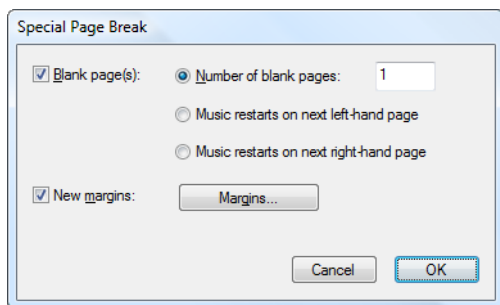 Special Page Break
Blank page(s): Number of blank pages: 1
Music restarts on next left-hand page
Music restarts on next right-hand page
New margins: Margins...
Cancel OK